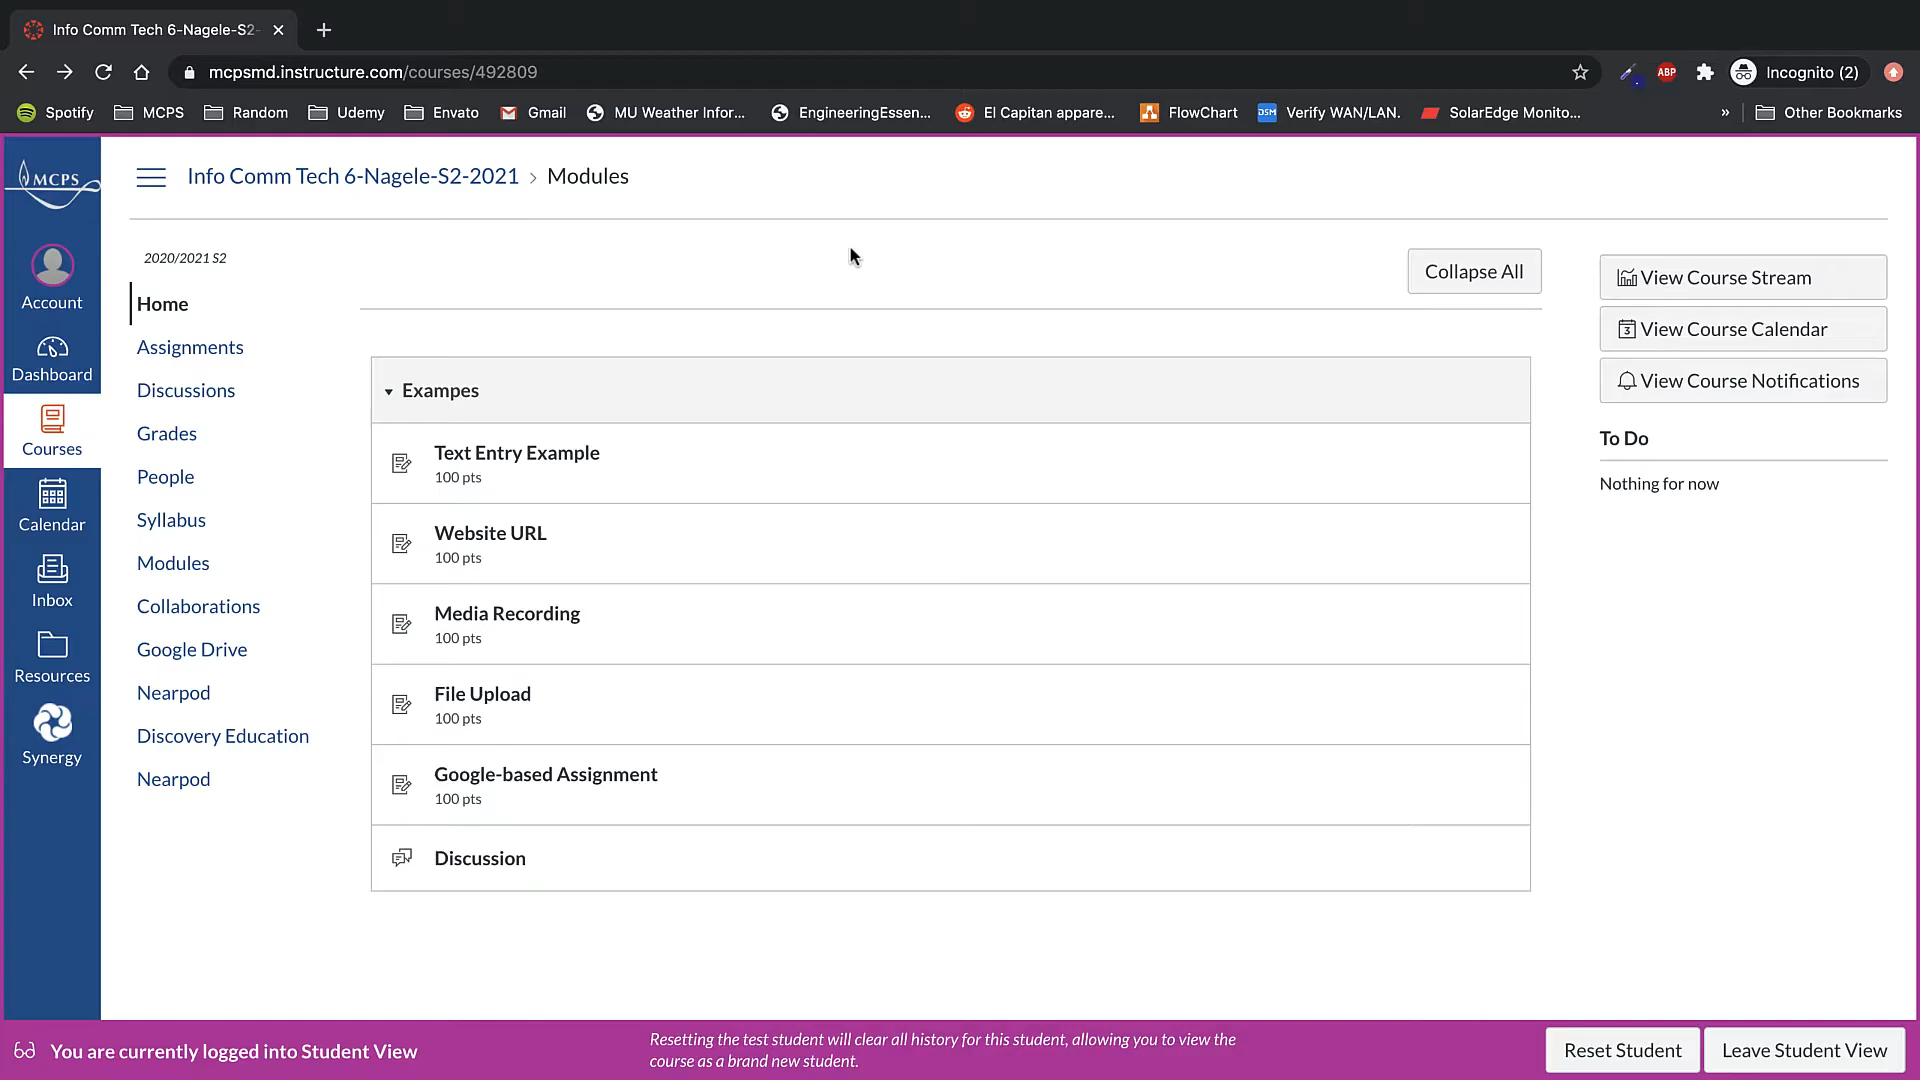 Info Comm Tech 6-Nagele-S2-
mcpsmd.instructure.com/courses/492809
ABP
Incognito (2)
Spotify
MCPS
Random
Udemy
Envato
Gmail
MU Weather Infor...
EngineeringEssen...
El Capitan appare...
FlowChart
DSM
Verify WAN/LAN.
SolarEdge Monito...
»
Other Bookmarks
MCPS
Info Comm Tech 6-Nagele-S2-2021 › Modules
Account
Dashboard
Courses
Calendar
Inbox
Resources
Synergy
2020/2021 S2
Home
Assignments
Discussions
Grades
People
Syllabus
Modules
Collaborations
Google Drive
Nearpod
Discovery Education
Nearpod
Collapse All
Exampes
Text Entry Example
100 pts
Website URL
100 pts
Media Recording
100 pts
File Upload
100 pts
Google-based Assignment
100 pts
Discussion
View Course Stream
3 View Course Calendar
View Course Notifications
To Do
Nothing for now
You are currently logged into Student View
Resetting the test student will clear all history for this student, allowing you to view the
course as a brand new student.
Reset Student
Leave Student View